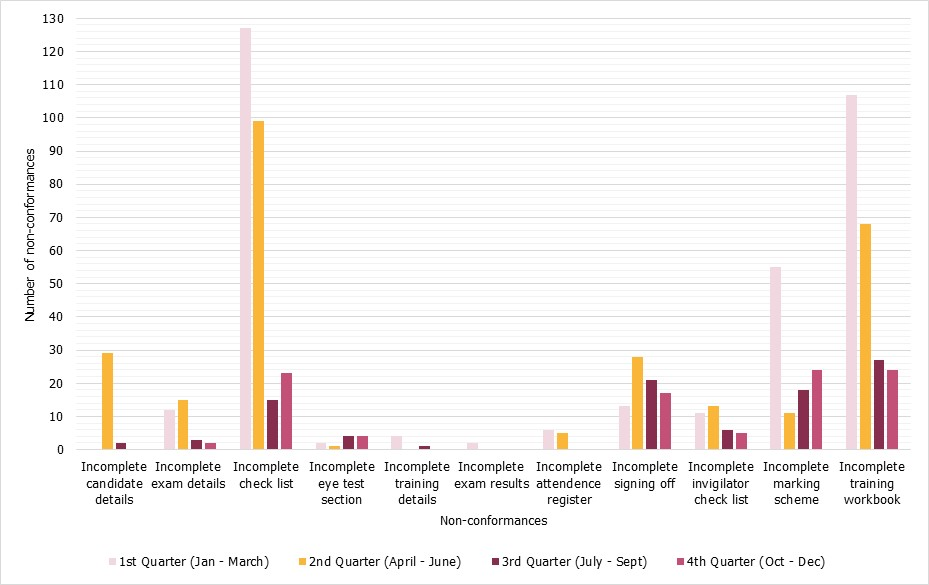 130
120
110
100
90
80
70
60
50
40
30
20
10
0
Number of non-conformances
Incomplete candidate details
Incomplete exam details
Incomplete check list
Incomplete eye test section
Incomplete training details
Incomplete exam results
Incomplete attendence register
Incomplete signing off
Incomplete invigilator check list
Incomplete marking scheme
Incomplete training workbook
Non-conformances
1st Quarter (Jan - March)
2nd Quarter (April - June)
3rd Quarter (July - Sept)
4th Quarter (Oct - Dec)